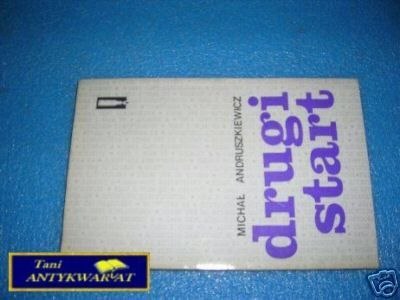 MICHAŁ ANDRUSZKIEWICZ
drugi
start
Tani
ANTYKWARIAT